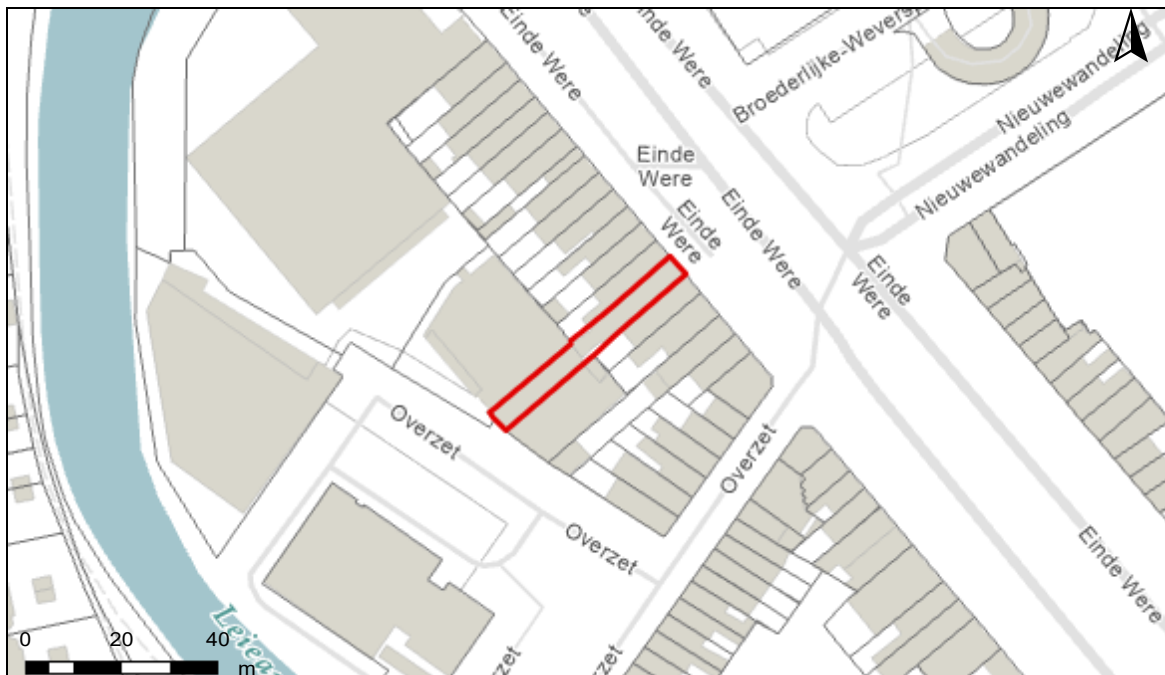 Einde Were
Einde Were
Broederlijke-Wevers
Nieuwewandeling
Nieuwewandeling
Einde
Were
Einde
Were
Einde Were
Einde
Were
Overzet
Overzet
Overzet
Einde Were
0 20 40
m